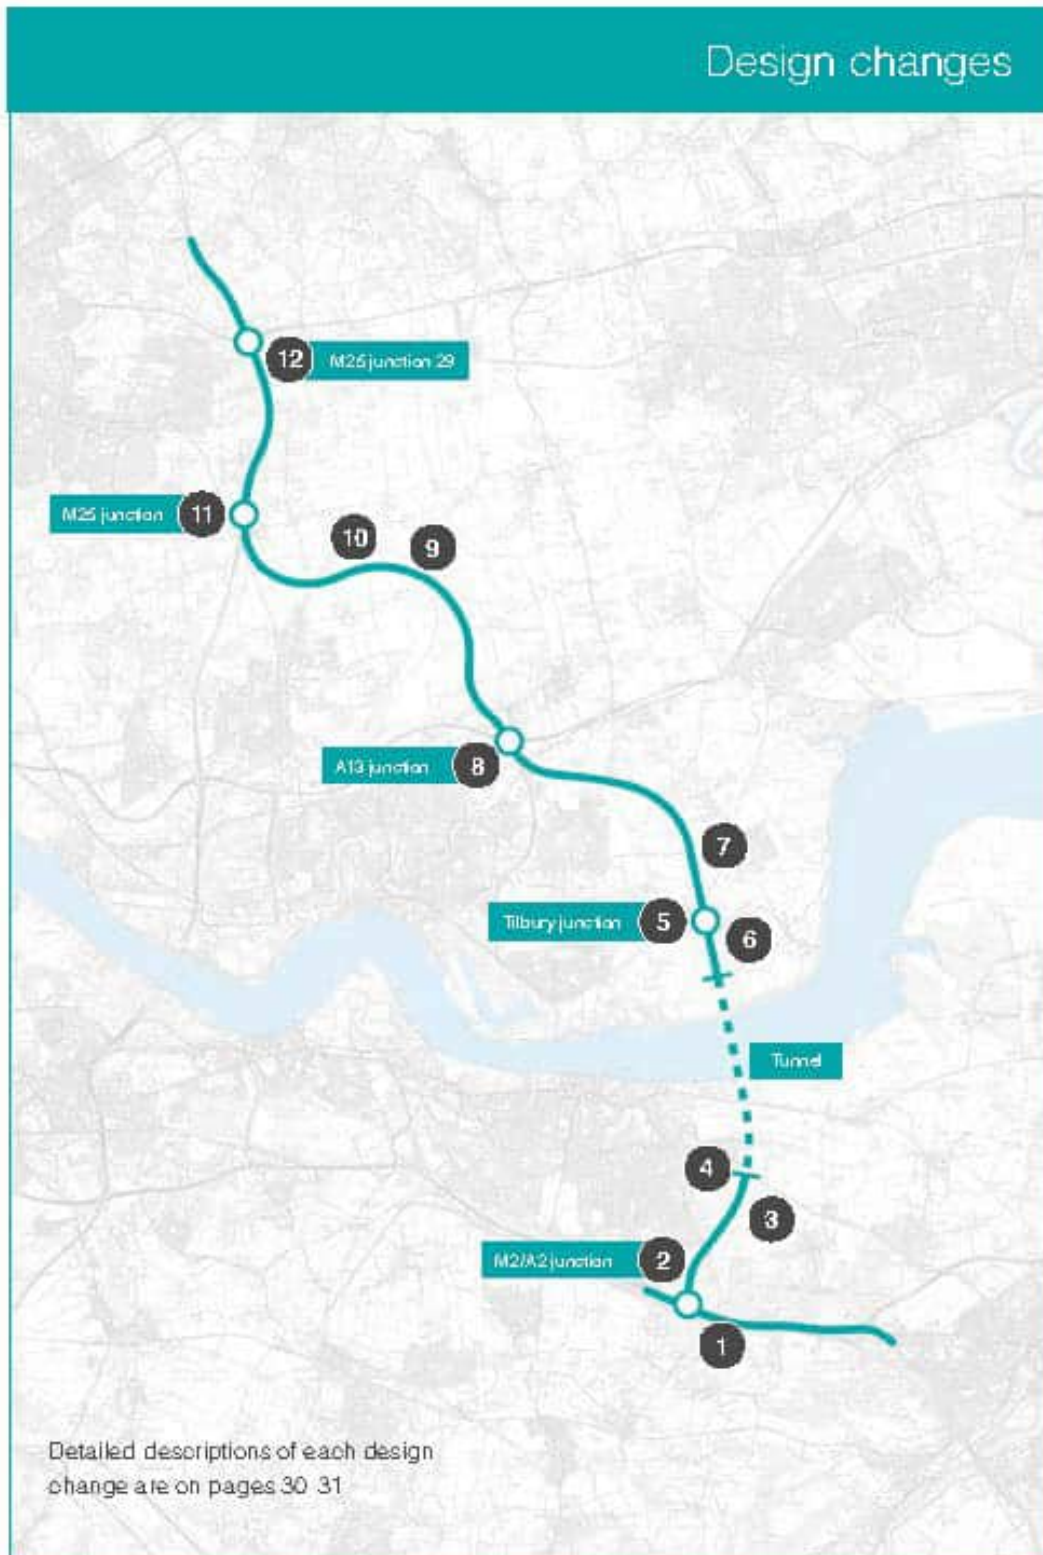 Design changes
12
M25 junction 29
M25 junction
11
10
9
A13 junction
8
7
Tilbury junction
5
6
Tunnel
4
3
M2/A2 junction
2
1
Detailed descriptions of each design
change are on pages 30 31